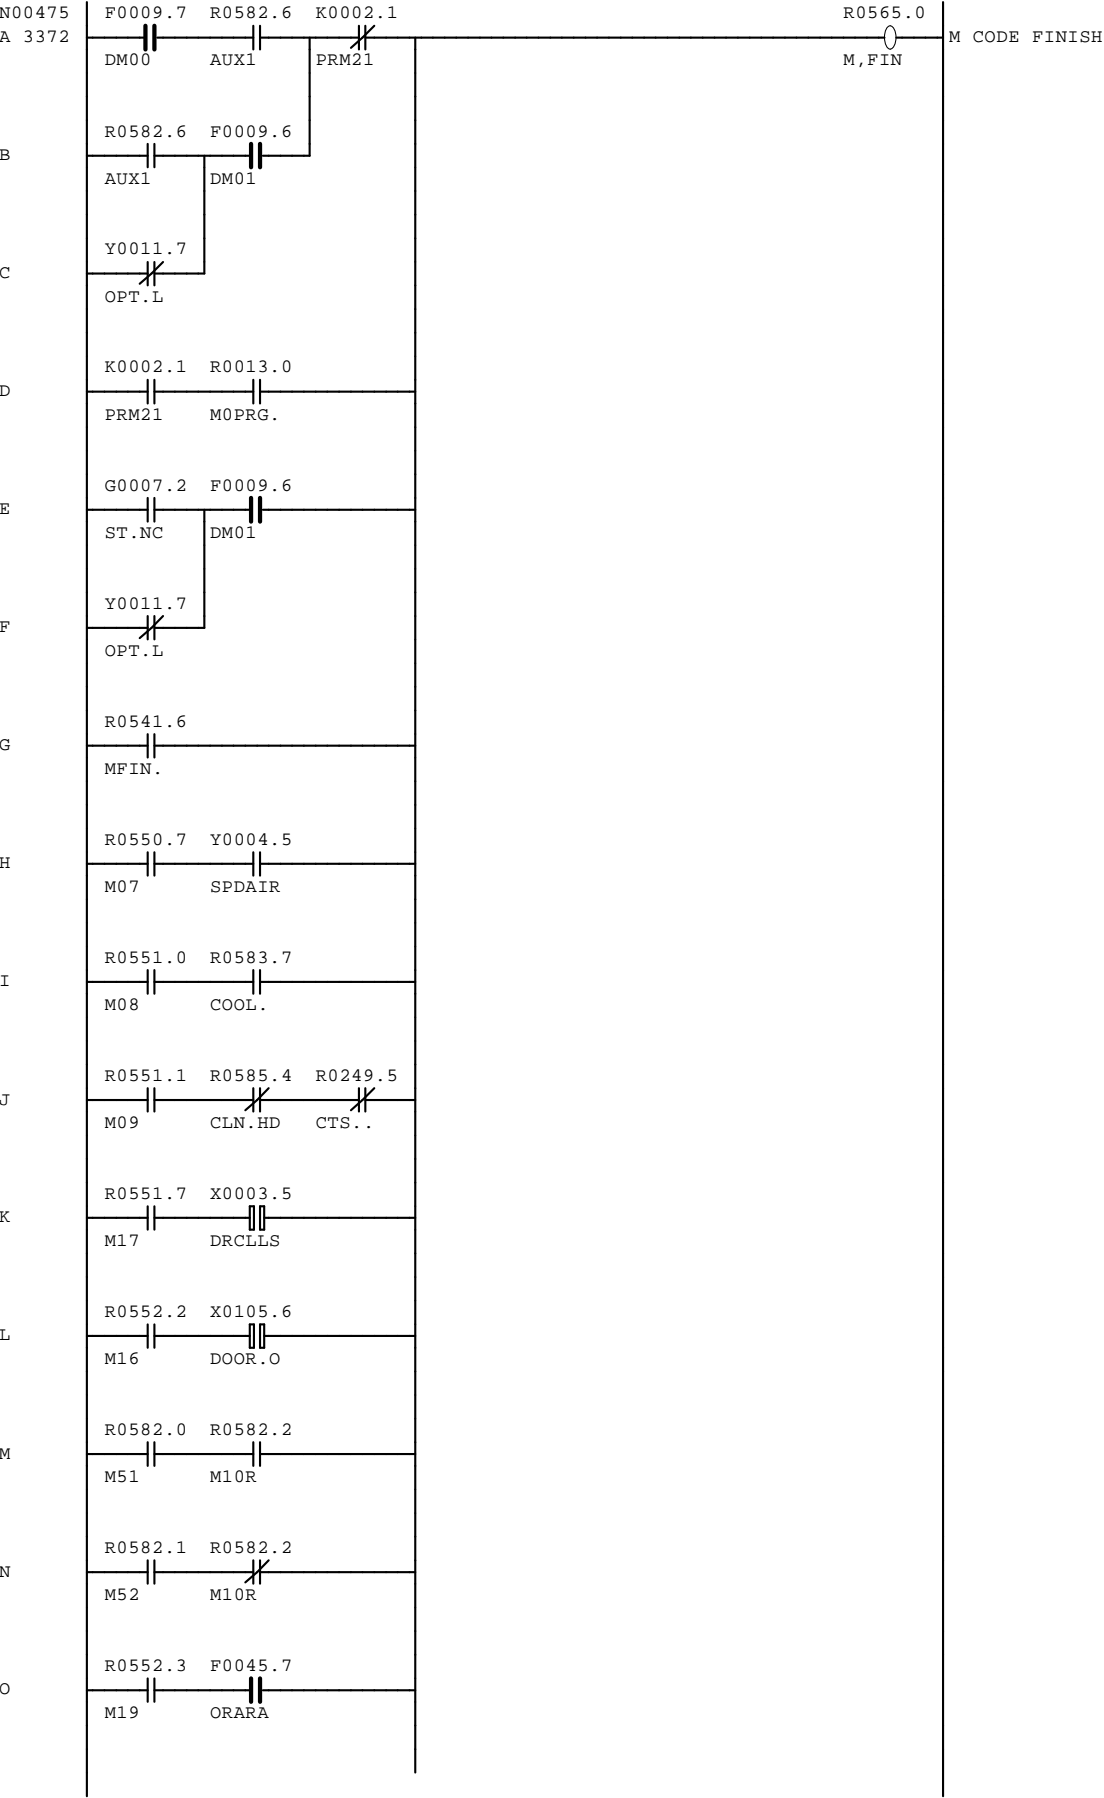 N00475 F0009.7 R0582.6 K0002.1 R0565.0
A 3372 M CODE FINISH
DM00 AUX1 PRM21 M,FIN
R0582.6 F0009.6
B
AUX1 DM01
Y0011.7
C
OPT.L
K0002.1 R0013.0
D
PRM21 M0PRG.
G0007.2 F0009.6
E
ST.NC DM01
Y0011.7
F
OPT.L
R0541.6
G
MFIN.
R0550.7 Y0004.5
H
M07 SPDAIR
R0551.0 R0583.7
I
M08 COOL.
R0551.1 R0585.4 R0249.5
J
M09 CLN.HD CTS..
R0551.7 X0003.5
K
M17 DRCLLS
R0552.2 X0105.6
L
M16 DOOR.O
R0582.0 R0582.2
M
M51 M10R
R0582.1 R0582.2
N
M52 M10R
R0552.3 F0045.7
O
M19 ORARA